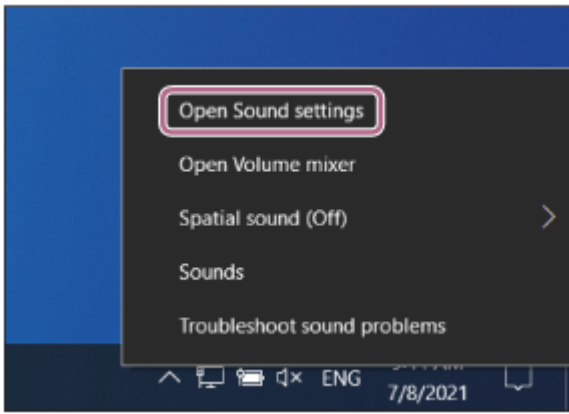 Open Sound settings
Open Volume mixer
Spatial sound (Off)
Sounds
Troubleshoot sound problems
ENG
7/8/2021